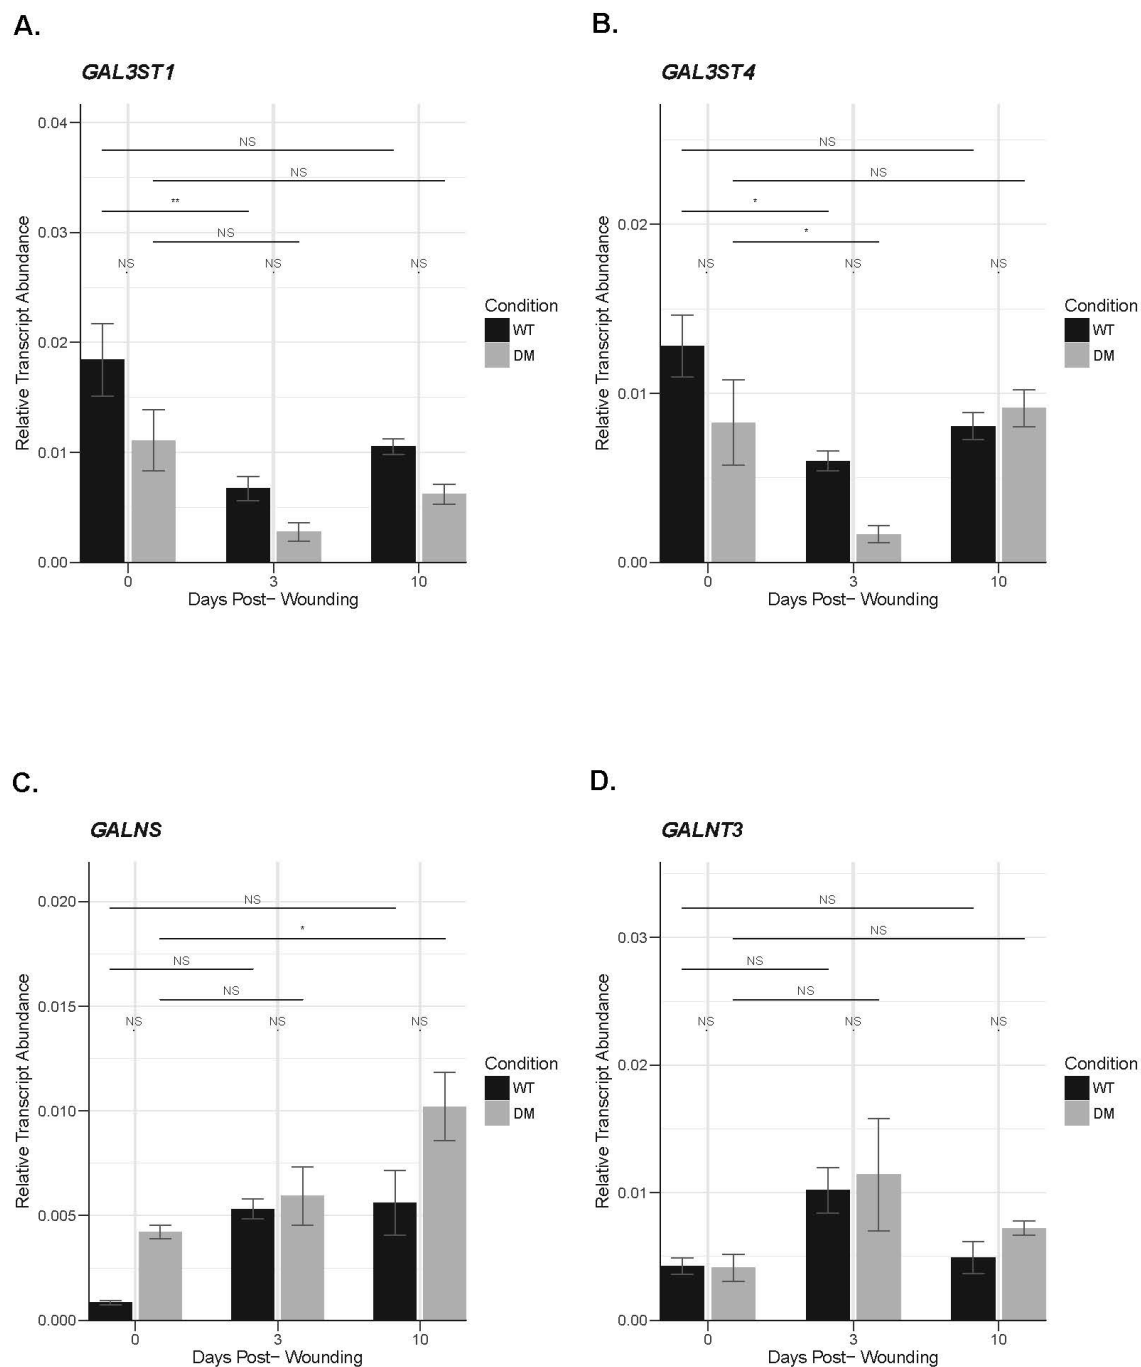 A.
GAL3ST1
Relative Transcript Abundance
0.04
0.03
0.02
0.01
0.00
NS
NS
**
NS
NS NS NS
0 3 10
Days Post– Wounding
Condition
WT
DM
B.
GAL3ST4
Relative Transcript Abundance
0.02
0.01
0.00
NS
NS
*
*
NS NS NS
0 3 10
Days Post– Wounding
Condition
WT
DM
C.
GALNS
Relative Transcript Abundance
0.020
0.015
0.010
0.005
0.000
NS
*
NS
NS
NS NS NS
0 3 10
Days Post– Wounding
Condition
WT
DM
D.
GALNT3
Relative Transcript Abundance
0.03
0.02
0.01
0.00
NS
NS
NS
NS
NS NS NS
0 3 10
Days Post– Wounding
Condition
WT
DM